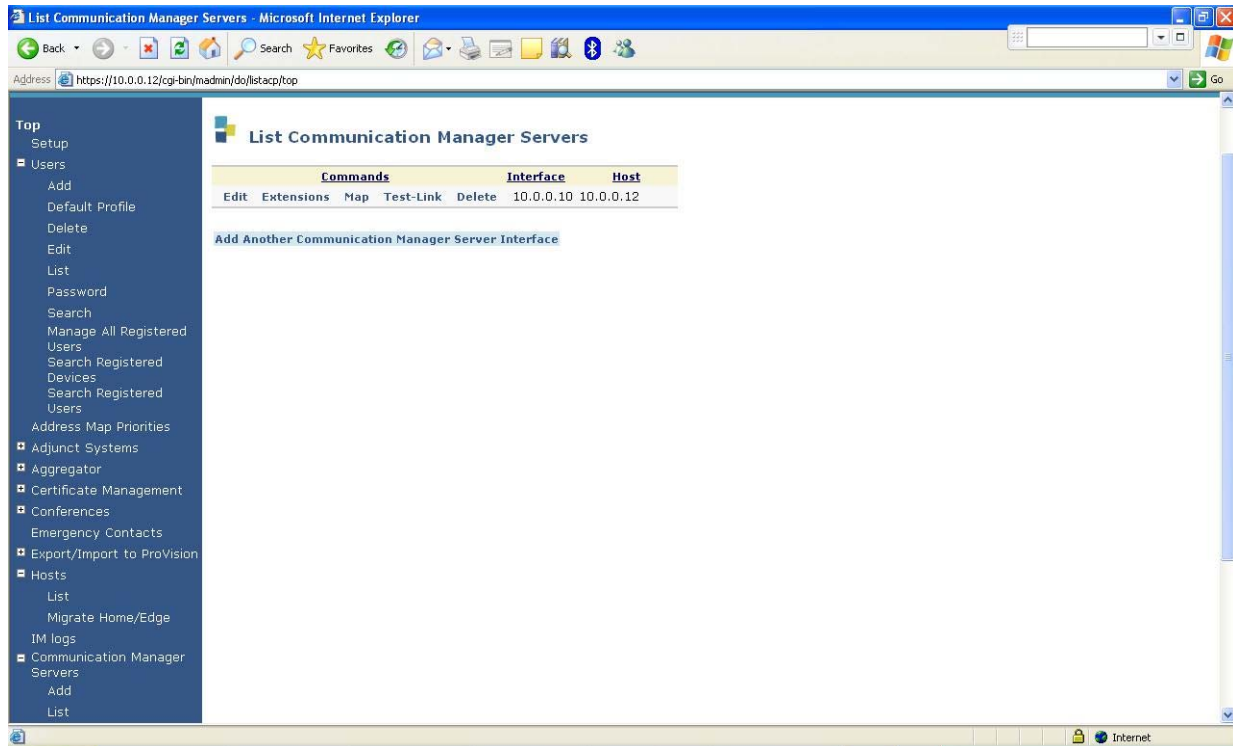 List Communication Manager Servers - Microsoft Internet Explorer
Back Search Favorites
Address https://10.0.0.12/cgi-bin/madmin/do/listacp/top Go
Top
Setup
Users
Add
Default Profile
Delete
Edit
List
Password
Search
Manage All Registered
Users
Search Registered
Devices
Search Registered
Users
Address Map Priorities
Adjunct Systems
Aggregator
Certificate Management
Conferences
Emergency Contacts
Export/Import to ProVision
Hosts
List
Migrate Home/Edge
IM logs
Communication Manager
Servers
Add
List
List Communication Manager Servers
Commands Interface Host
Edit Extensions Map Test-Link Delete 10.0.0.10 10.0.0.12
Add Another Communication Manager Server Interface
Internet